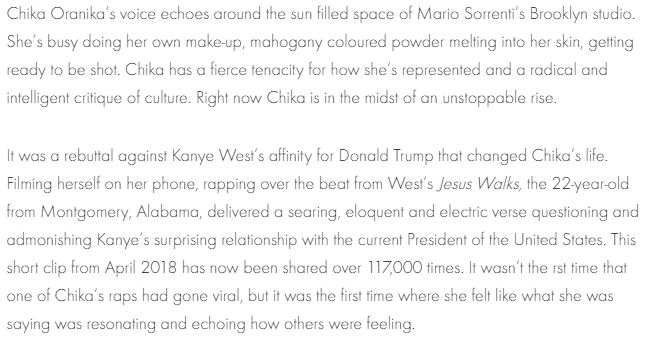 Chika Oranika's voice echoes around the sun filled space of Mario Sorrenti's Brooklyn studio.
She's busy doing her own make-up, mahogany coloured powder melting into her skin, getting
ready to be shot. Chika has a fierce tenacity for how she's represented and a radical and
intelligent critique of culture. Right now Chika is in the midst of an unstoppable rise.

It was a rebuttal against Kanye West's affinity for Donald Trump that changed Chika's life.
Filming herself on her phone, rapping over the beat from West's Jesus Walks, the 22-year-old
from Montgomery, Alabama, delivered a searing, eloquent and electric verse questioning and
admonishing Kanye's surprising relationship with the current President of the United States. This
short clip from April 2018 has now been shared over 117,000 times. It wasn't the rst time that
one of Chika's raps had gone viral, but it was the first time where she felt like what she was
saying was resonating and echoing how others were feeling.